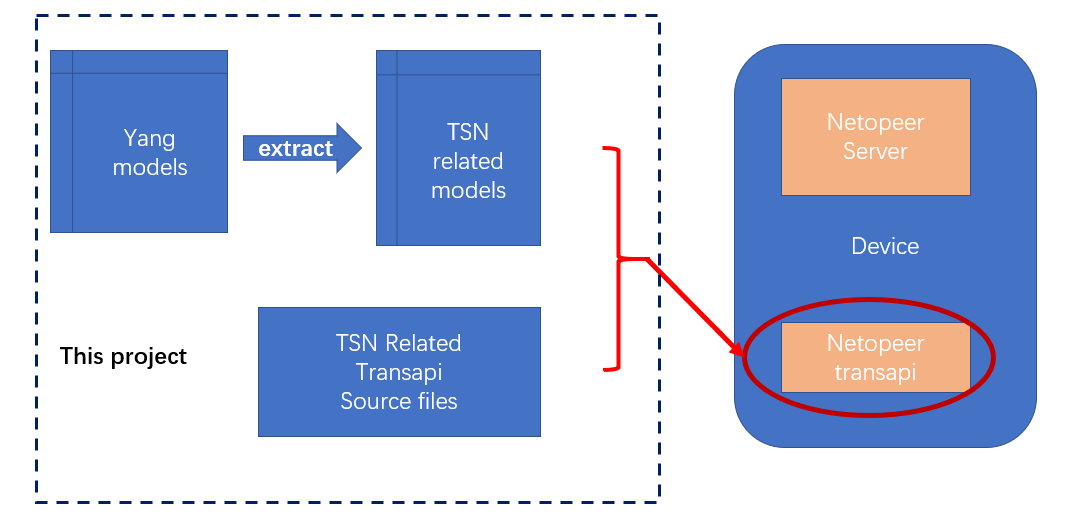 Yang
models
extract
TSN
related
models
This project
TSN Related
Transapi
Source files
Netopeer
Server
Device
Netopeer
transapi